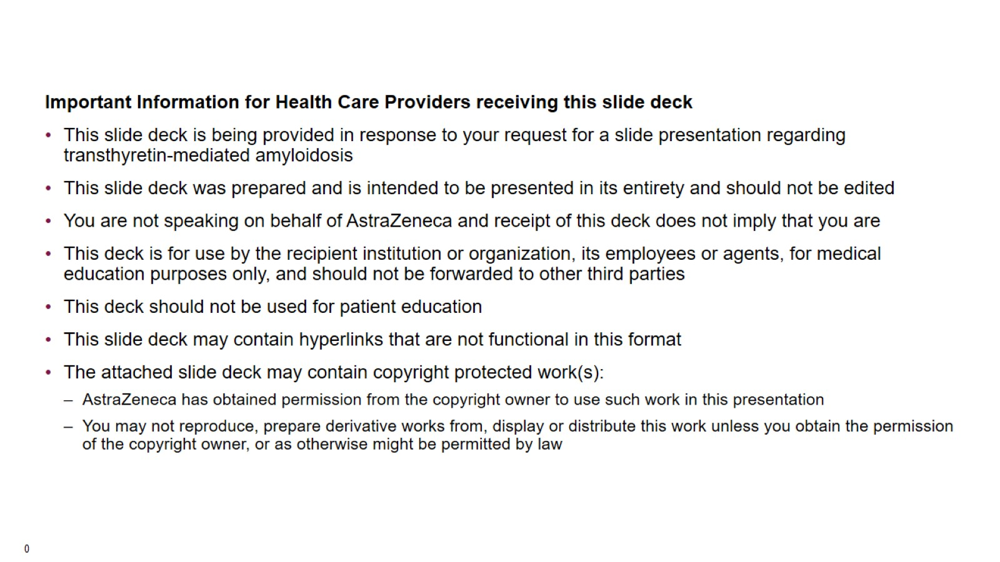 Important Information for Health Care Providers receiving this slide deck
• This slide deck is being provided in response to your request for a slide presentation regarding
transthyretin-mediated amyloidosis
• This slide deck was prepared and is intended to be presented in its entirety and should not be edited
• You are not speaking on behalf of AstraZeneca and receipt of this deck does not imply that you are
• This deck is for use by the recipient institution or organization, its employees or agents, for medical
education purposes only, and should not be forwarded to other third parties
• This deck should not be used for patient education
• This slide deck may contain hyperlinks that are not functional in this format
• The attached slide deck may contain copyright protected work(s):
– AstraZeneca has obtained permission from the copyright owner to use such work in this presentation
– You may not reproduce, prepare derivative works from, display or distribute this work unless you obtain the permission
of the copyright owner, or as otherwise might be permitted by law
0